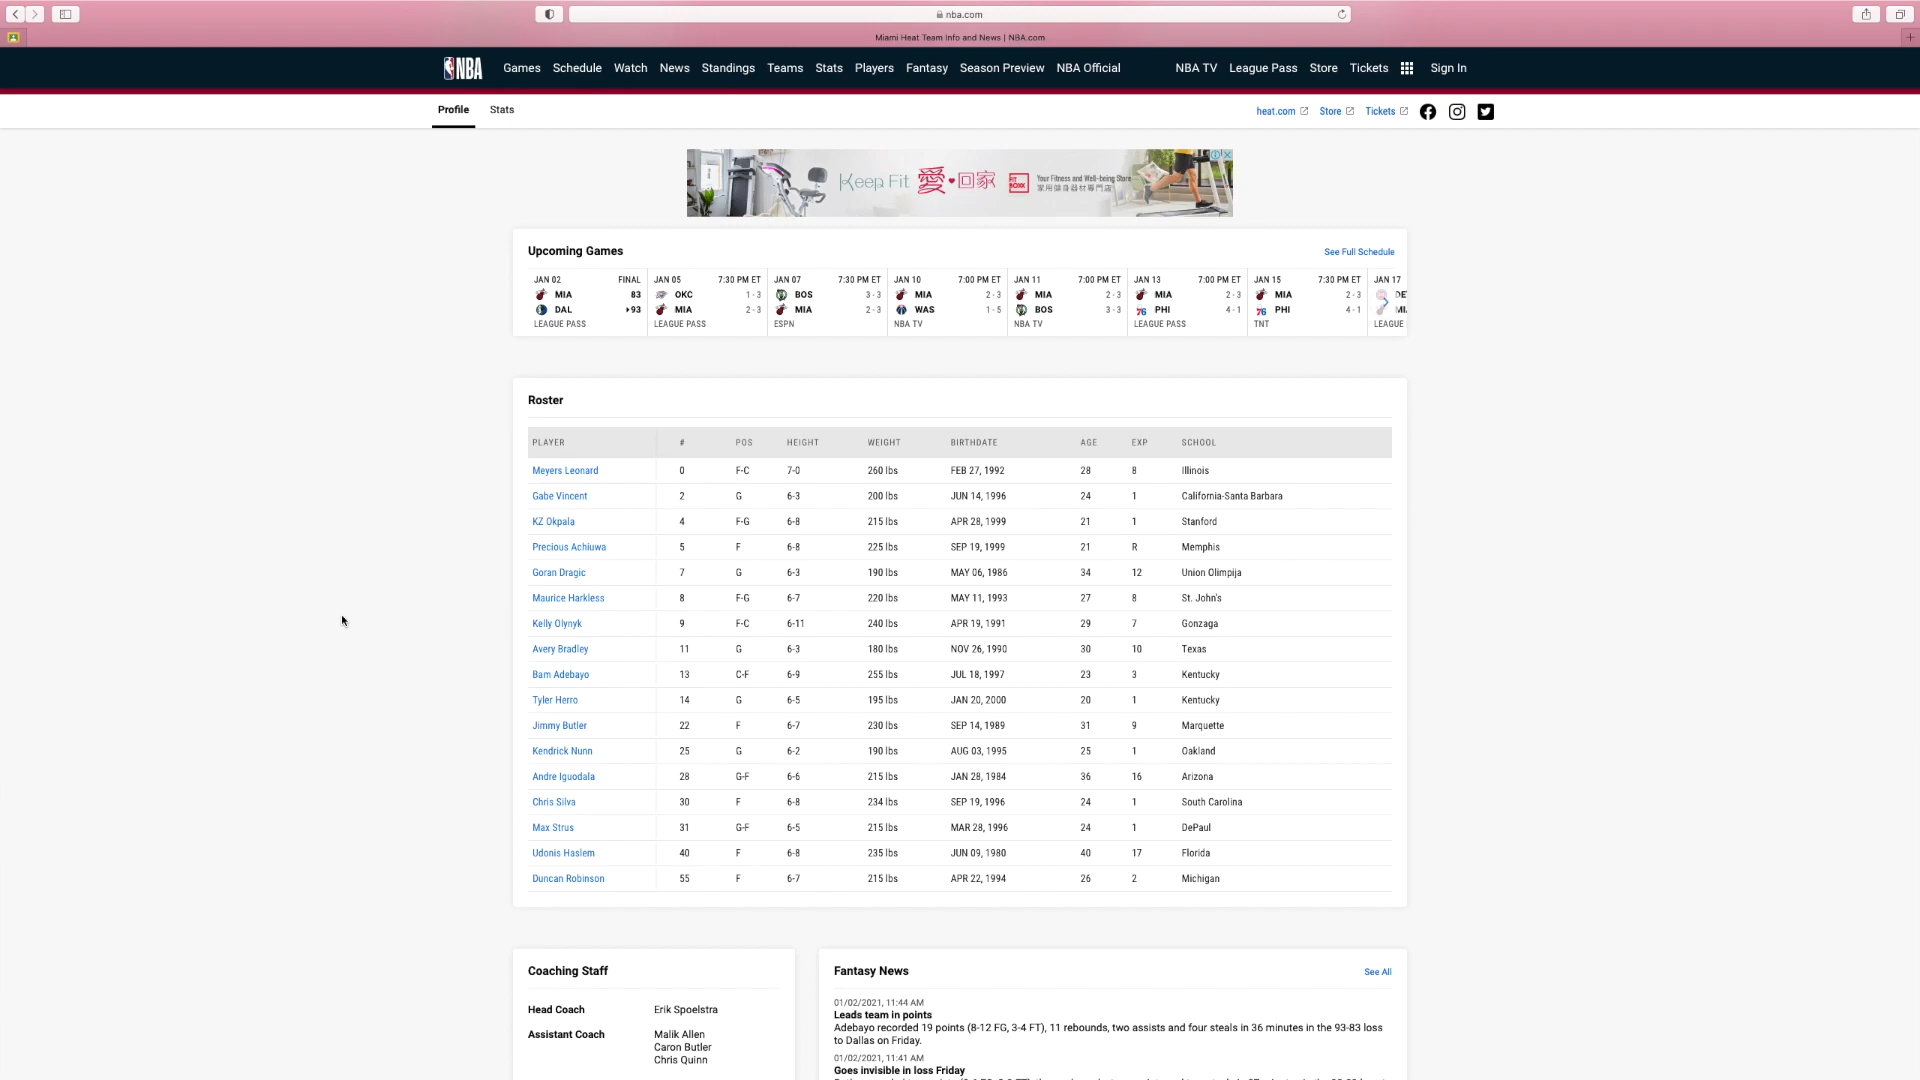 nba.com
Miami Heat Team Info and News | NBA.com
NBA Games Schedule Watch News Standings Teams Stats Players Fantasy Season Preview NBA Official NBA TV League Pass Store Tickets Sign In
Profile Stats heat.com Store Tickets
Keep Fit 愛♥回家 FIT BOXX Your Fitness and Well-being Store
家用健身器材專門店
Upcoming Games See Full Schedule
JAN 02 FINAL JAN 05 7:30 PM ET JAN 07 7:30 PM ET JAN 10 7:00 PM ET JAN 11 7:00 PM ET JAN 13 7:00 PM ET JAN 15 7:30 PM ET JAN 17
MIA 83 OKC 1 - 3 BOS 3 - 3 MIA 2 - 3 MIA 2 - 3 MIA 2 - 3 MIA 2 - 3 DE
DAL 93 MIA 2 - 3 MIA 2 - 3 WAS 1 - 5 BOS 3 - 3 PHI 4 - 1 PHI 4 - 1 MI
LEAGUE PASS LEAGUE PASS ESPN NBA TV NBA TV LEAGUE PASS TNT LEAGUE
Roster
PLAYER # POS HEIGHT WEIGHT BIRTHDATE AGE EXP SCHOOL
Meyers Leonard 0 F-C 7-0 260 lbs FEB 27, 1992 28 8 Illinois
Gabe Vincent 2 G 6-3 200 lbs JUN 14, 1996 24 1 California-Santa Barbara
KZ Okpala 4 F-G 6-8 215 lbs APR 28, 1999 21 1 Stanford
Precious Achiuwa 5 F 6-8 225 lbs SEP 19, 1999 21 R Memphis
Goran Dragic 7 G 6-3 190 lbs MAY 06, 1986 34 12 Union Olimpija
Maurice Harkless 8 F-G 6-7 220 lbs MAY 11, 1993 27 8 St. John's
Kelly Olynyk 9 F-C 6-11 240 lbs APR 19, 1991 29 7 Gonzaga
Avery Bradley 11 G 6-3 180 lbs NOV 26, 1990 30 10 Texas
Bam Adebayo 13 C-F 6-9 255 lbs JUL 18, 1997 23 3 Kentucky
Tyler Herro 14 G 6-5 195 lbs JAN 20, 2000 20 1 Kentucky
Jimmy Butler 22 F 6-7 230 lbs SEP 14, 1989 31 9 Marquette
Kendrick Nunn 25 G 6-2 190 lbs AUG 03, 1995 25 1 Oakland
Andre Iguodala 28 G-F 6-6 215 lbs JAN 28, 1984 36 16 Arizona
Chris Silva 30 F 6-8 234 lbs SEP 19, 1996 24 1 South Carolina
Max Strus 31 G-F 6-5 215 lbs MAR 28, 1996 24 1 DePaul
Udonis Haslem 40 F 6-8 235 lbs JUN 09, 1980 40 17 Florida
Duncan Robinson 55 F 6-7 215 lbs APR 22, 1994 26 2 Michigan
Coaching Staff
Head Coach Erik Spoelstra
Assistant Coach Malik Allen
Caron Butler
Chris Quinn
Fantasy News See All
01/02/2021, 11:44 AM
Leads team in points
Adebayo recorded 19 points (8-12 FG, 3-4 FT), 11 rebounds, two assists and four steals in 36 minutes in the 93-83 loss
to Dallas on Friday.
01/02/2021, 11:41 AM
Goes invisible in loss Friday